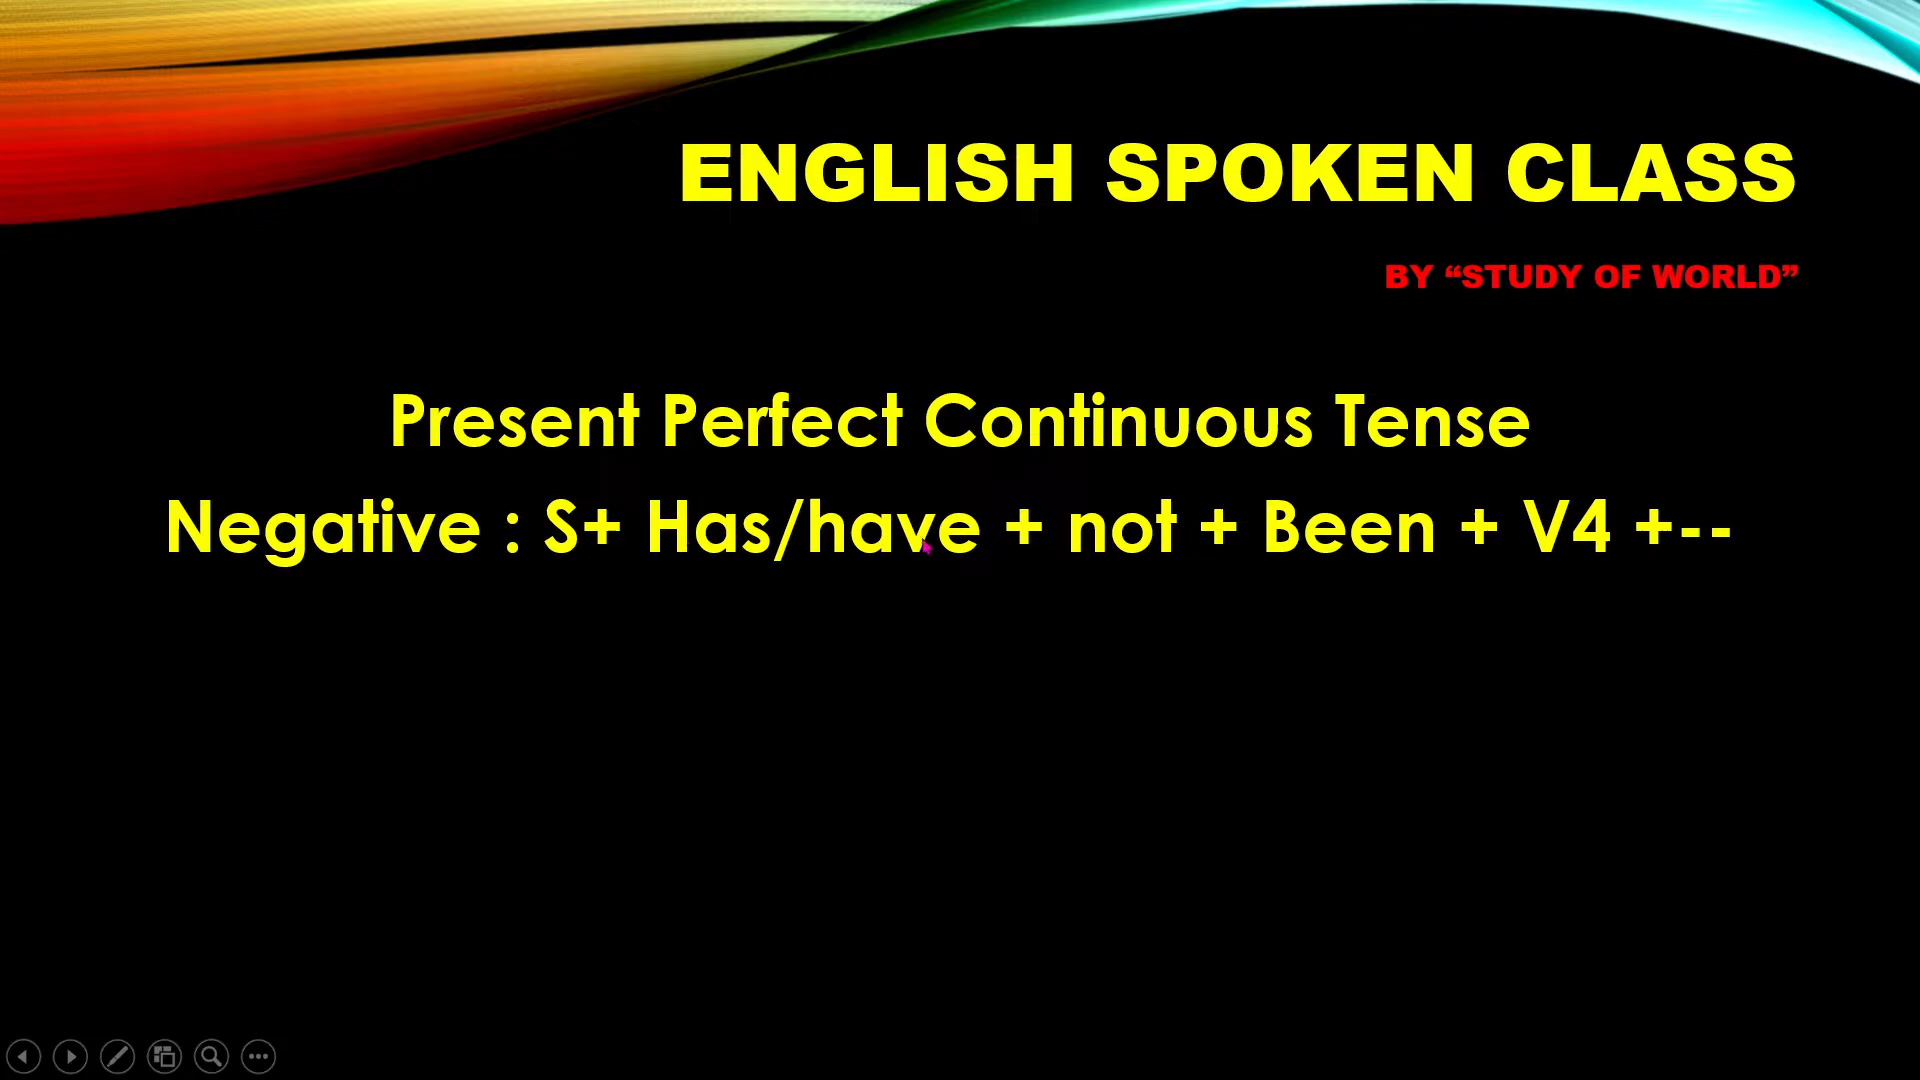 ENGLISH SPOKEN CLASS
BY “STUDY OF WORLD”
Present Perfect Continuous Tense
Negative : S+ Has/have + not + Been + V4 +--